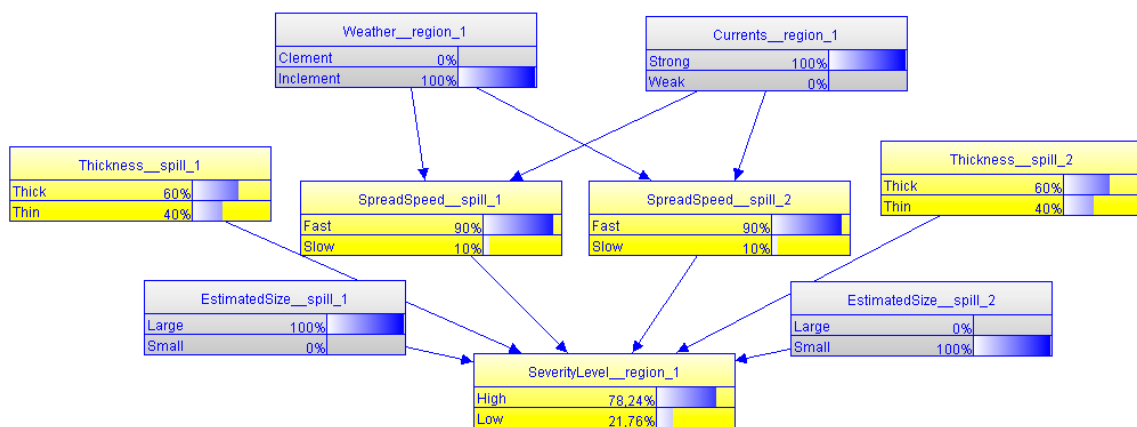 Weather__region_1
Clement 0%
Inclement 100%
Currents__region_1
Strong 100%
Weak 0%
Thickness__spill_1
Thick 60%
Thin 40%
SpreadSpeed__spill_1
Fast 90%
Slow 10%
SpreadSpeed__spill_2
Fast 90%
Slow 10%
Thickness__spill_2
Thick 60%
Thin 40%
EstimatedSize__spill_1
Large 100%
Small 0%
EstimatedSize__spill_2
Large 0%
Small 100%
SeverityLevel__region_1
High 78,24%
Low 21,76%